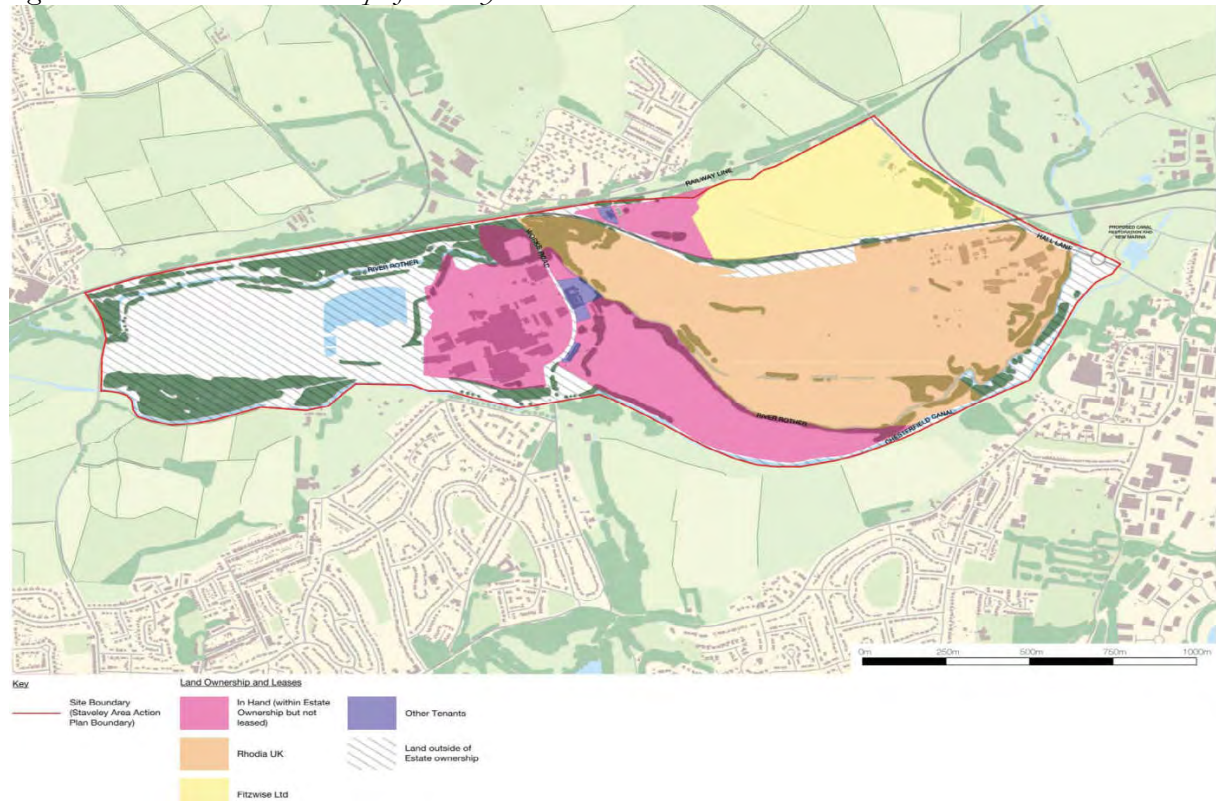 RAILWAY LINE
HALL LANE
PROPOSED CANAL
RESTORATION AND
NEW MARINA
WORKS ROAD
RIVER ROTHER
RIVER ROTHER
CHESTERFIELD CANAL
0m 250m 500m 750m 1000m
Key
Site Boundary
(Staveley Area Action
Plan Boundary)
Land Ownership and Leases
In Hand (within Estate
Ownership but not
leased)
Rhodia UK
Fitzwise Ltd
Other Tenants
Land outside of
Estate ownership